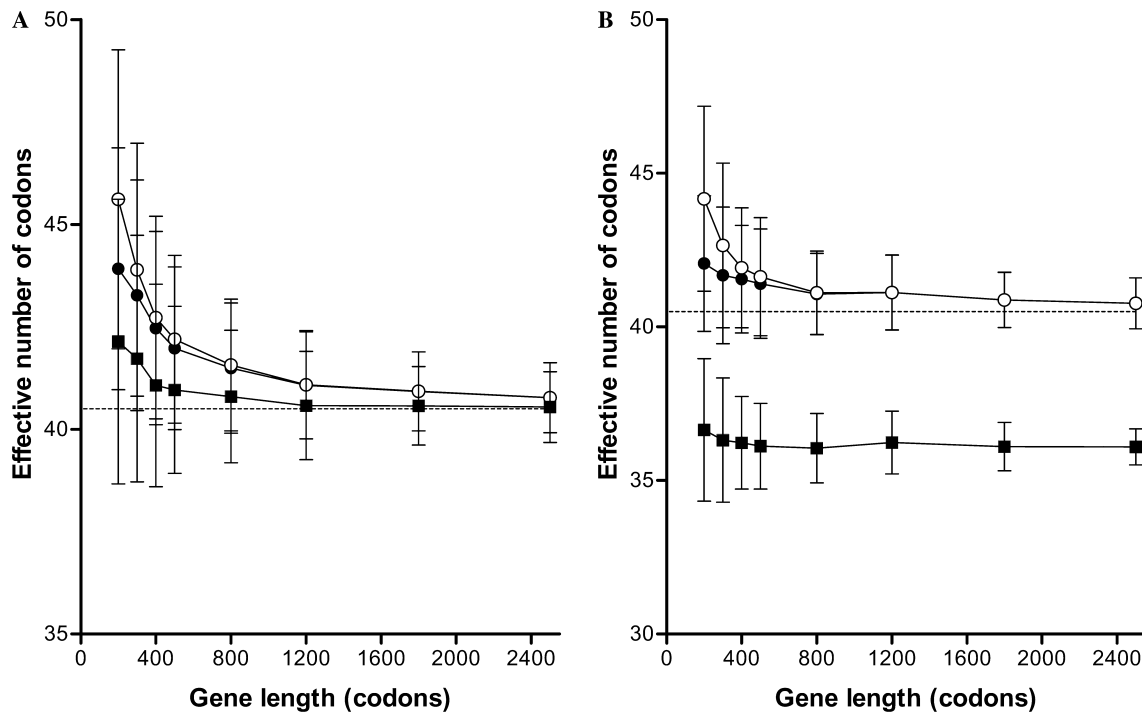 A
50
45
40
35
Effective number of codons
0 400 800 1200 1600 2000 2400
Gene length (codons)
B
50
45
40
35
30
Effective number of codons
0 400 800 1200 1600 2000 2400
Gene length (codons)